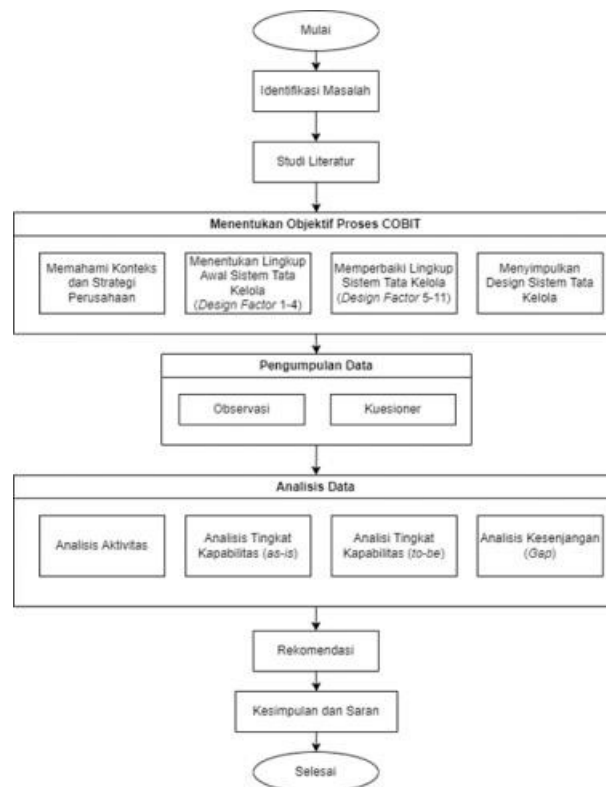 Mulai
Identifikasi Masalah
Studi Literatur
Menentukan Objektif Proses COBIT
Memahami Konteks
dan Strategi
Perusahaan
Menentukan Lingkup
Awal Sistem Tata
Kelola
(Design Factor 1-4)
Memperbaiki Lingkup
Sistem Tata Kelola
(Design Factor 5-11)
Menyimpulkan
Design Sistem Tata
Kelola
Pengumpulan Data
Observasi
Kuesioner
Analisis Data
Analisis Aktivitas
Analisis Tingkat
Kapabilitas (as-is)
Analisi Tingkat
Kapabilitas (to-be)
Analisis Kesenjangan
(Gap)
Rekomendasi
Kesimpulan dan Saran
Selesai